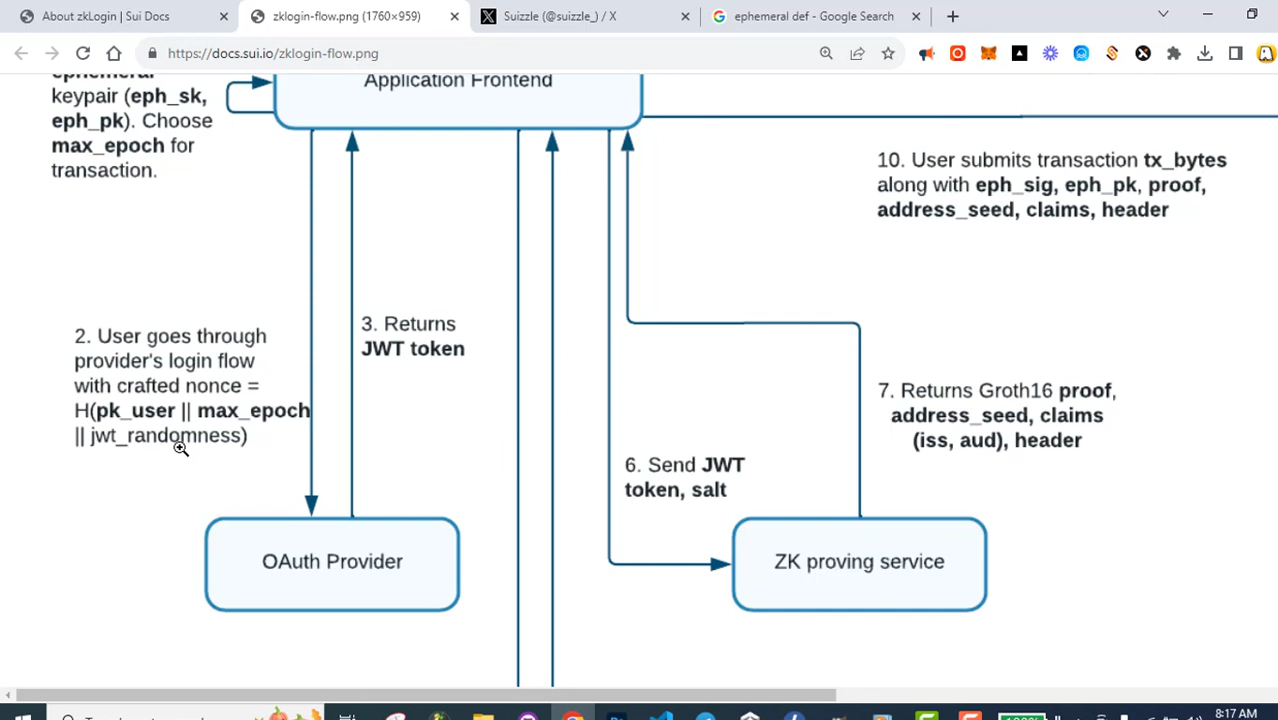 About zkLogin | Sui Docs
zklogin-flow.png (1760×959)
Suizzle (@suizzle_) / X
ephemeral def - Google Search
https://docs.sui.io/zklogin-flow.png
ephemeral
keypair (eph_sk,
eph_pk). Choose
max_epoch for
transaction.
Application Frontend
10. User submits transaction tx_bytes
along with eph_sig, eph_pk, proof,
address_seed, claims, header
2. User goes through
provider's login flow
with crafted nonce =
H(pk_user || max_epoch
|| jwt_randomness)
3. Returns
JWT token
7. Returns Groth16 proof,
address_seed, claims
(iss, aud), header
6. Send JWT
token, salt
OAuth Provider
ZK proving service
100%
8:17 AM